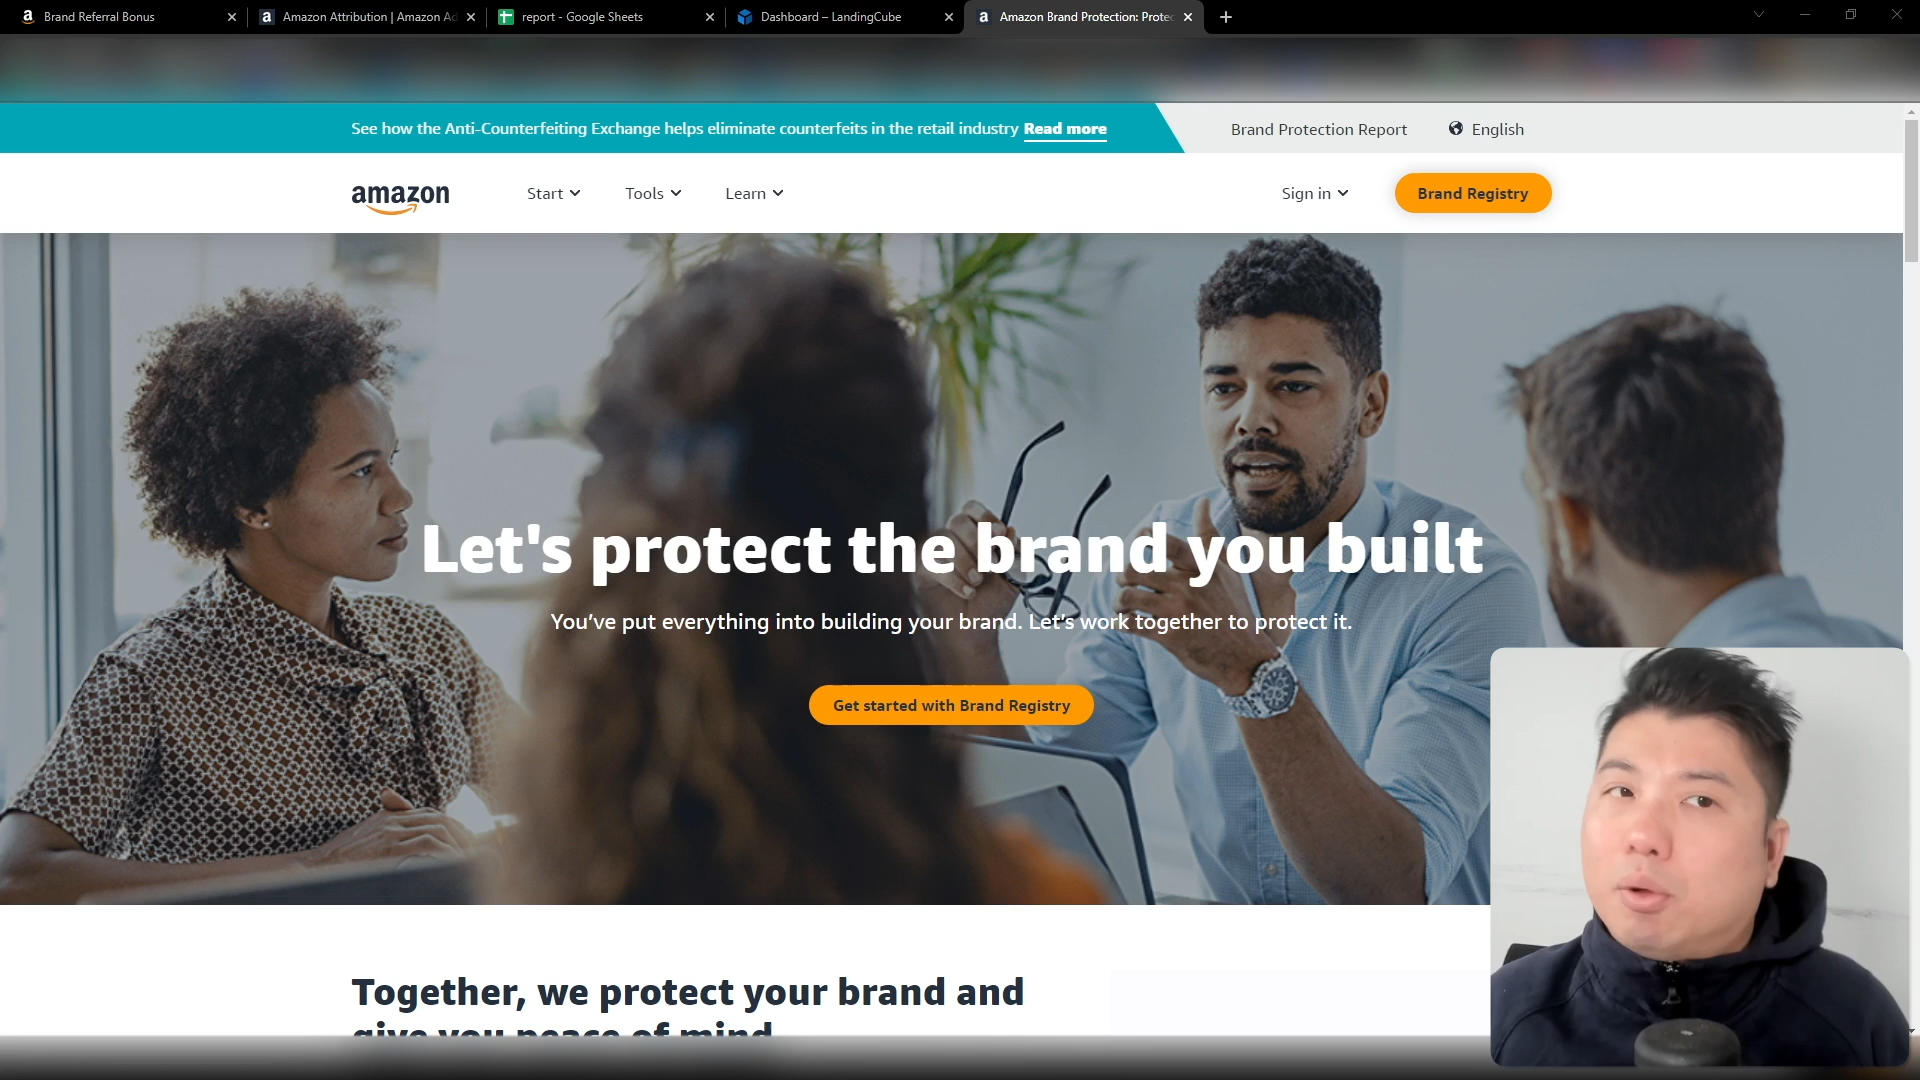 Brand Referral Bonus
Amazon Attribution | Amazon Ad
report - Google Sheets
Dashboard – LandingCube
Amazon Brand Protection: Protec
See how the Anti-Counterfeiting Exchange helps eliminate counterfeits in the retail industry Read more
Brand Protection Report
English
amazon
Start
Tools
Learn
Sign in
Brand Registry
Let's protect the brand you built
You’ve put everything into building your brand. Let’s work together to protect it.
Get started with Brand Registry
Together, we protect your brand and
give you peace of mind